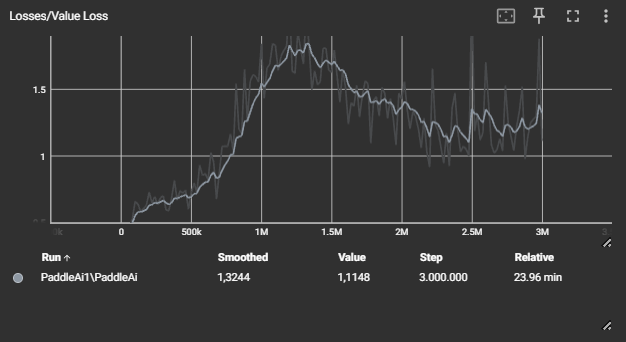 Losses/Value Loss
1.5
1
0 500k 1M 1.5M 2M 2.5M 3M
Run Smoothed Value Step Relative
PaddleAi1\PaddleAi 1,3244 1,1148 3.000.000 23.96 min